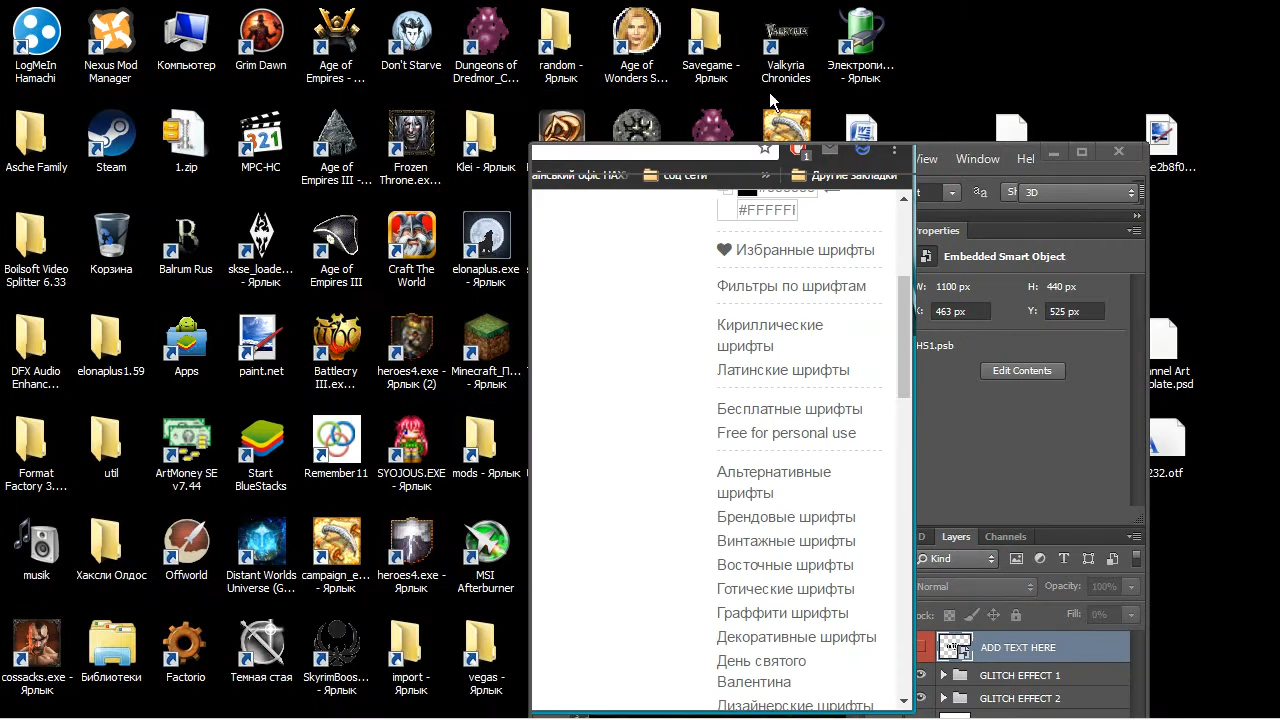 LogMeIn
Hamachi
Nexus Mod
Manager
Компьютер
Grim Dawn
Age of
Empires - ...
Don't Starve
Dungeons of
Dredmor_C...
random -
Ярлык
Age of
Wonders S...
Savegame -
Ярлык
VALKYRIA
Valkyria
Chronicles
Электропи...
- Ярлык
Asche Family
Steam
1.zip
321
MPC-HC
Age of
Empires III - ...
Frozen
Throne.ex...
Klei - Ярлык
e2b8f0...
Boilsoft Video
Splitter 6.33
Корзина
Balrum Rus
skse_loade...
- Ярлык
Age of
Empires III
Craft The
World
elonaplus.exe
- Ярлык
DFX Audio
Enhanc...
elonaplus1.59
Apps
paint.net
Battlecry
III.ex...
heroes4.exe -
Ярлык (2)
Minecraft_П...
- Ярлык
Format
Factory 3....
util
ArtMoney SE
v7.44
Start
BlueStacks
Remember11
SYOJOUS.EXE
- Ярлык
mods - Ярлык
musik
Хаксли Олдос
Offworld
Distant Worlds
Universe (G...
campaign_e...
- Ярлык
heroes4.exe -
Ярлык
MSI
Afterburner
cossacks.exe -
Ярлык
Библиотеки
Factorio
Темная стая
SkyrimBoos...
- Ярлык
import -
Ярлык
vegas -
Ярлык
1
соц сети
»
Другие закладки
#FFFFF
Избранные шрифты
Фильтры по шрифтам
Кириллические
шрифты
Латинские шрифты
Бесплатные шрифты
Free for personal use
Альтернативные
шрифты
Брендовые шрифты
Винтажные шрифты
Восточные шрифты
Готические шрифты
Граффити шрифты
Декоративные шрифты
День святого
Валентина
Дизайнерские шрифты
View Window Hel
3D
Properties
Embedded Smart Object
W: 1100 px H: 440 px
X: 463 px Y: 525 px
HS1.psb
Edit Contents
D Layers Channels
Kind
Normal Opacity: 100%
Lock: Fill: 0%
ADD TEXT HERE
GLITCH EFFECT 1
GLITCH EFFECT 2
nnel Art
plate.psd
232.otf